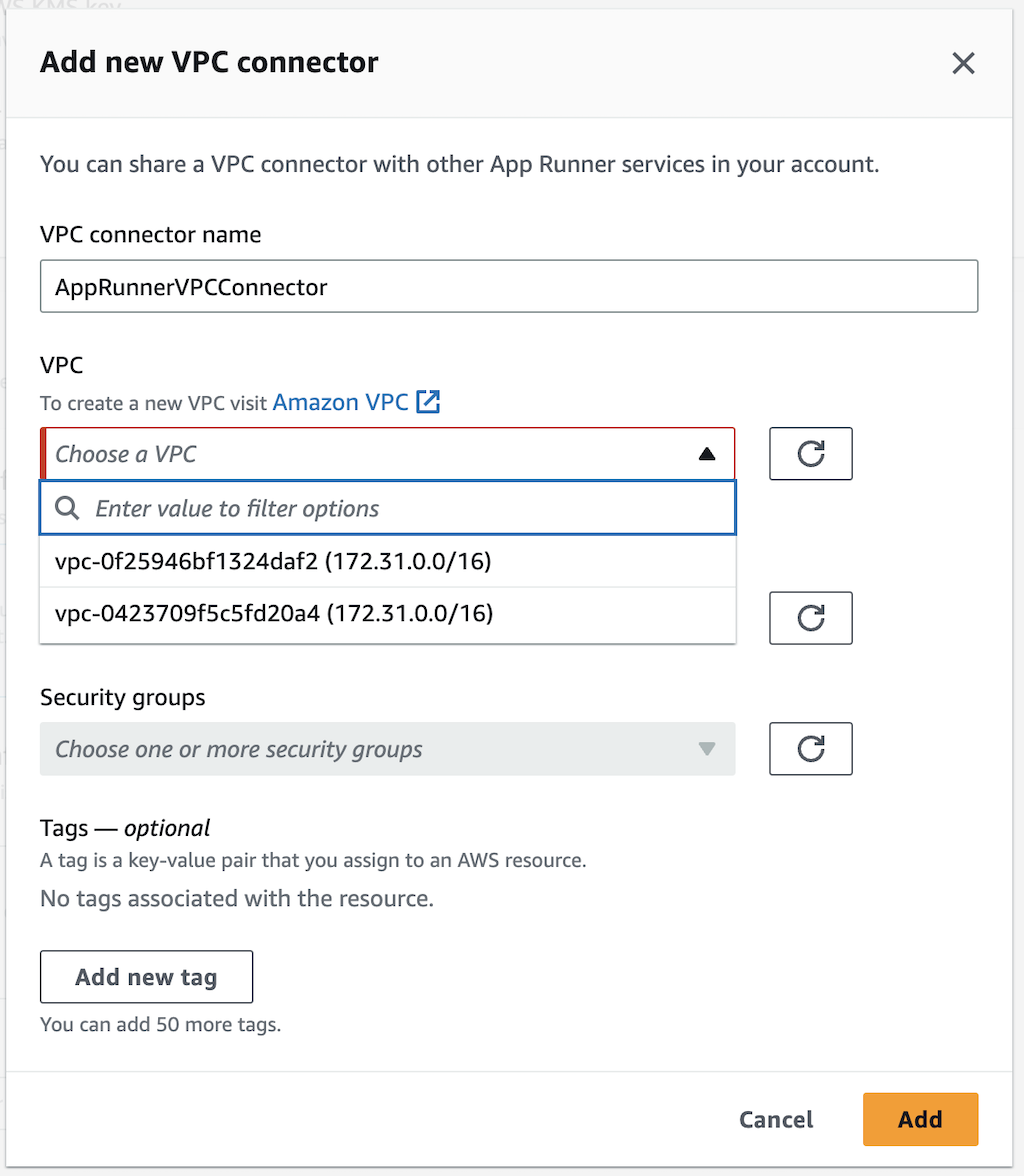 WS KMS key
Add new VPC connector
You can share a VPC connector with other App Runner services in your account.
VPC connector name
AppRunnerVPCConnector
VPC
To create a new VPC visit Amazon VPC
Choose a VPC
Enter value to filter options
vpc-0f25946bf1324daf2 (172.31.0.0/16)
vpc-0423709f5c5fd20a4 (172.31.0.0/16)
Security groups
Choose one or more security groups
Tags — optional
A tag is a key-value pair that you assign to an AWS resource.
No tags associated with the resource.
Add new tag
You can add 50 more tags.
Cancel Add